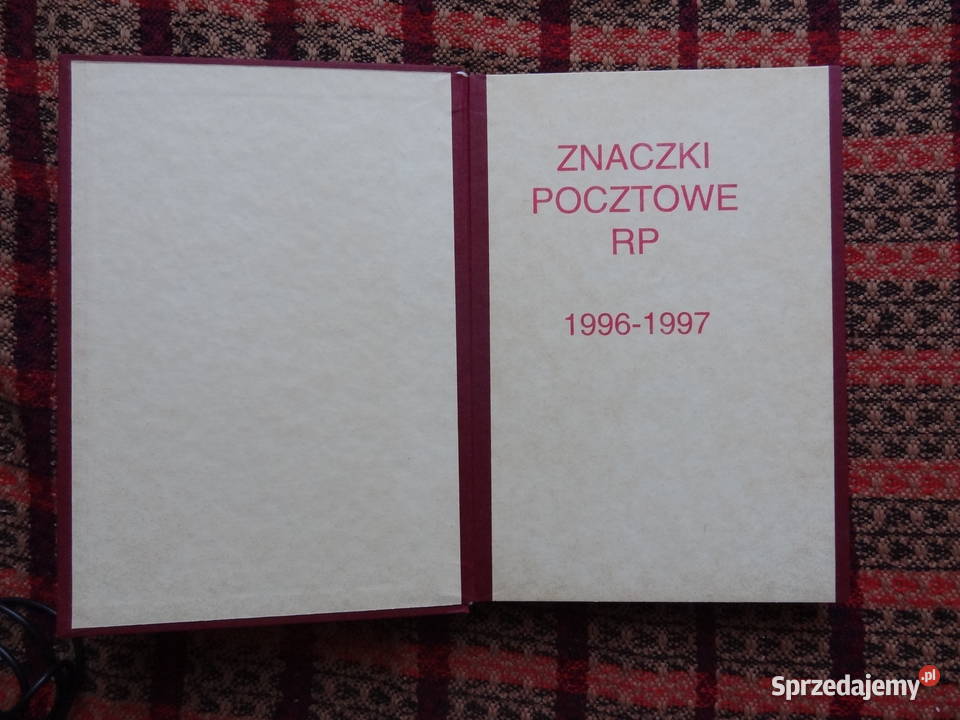 ZNACZKI
POCZTOWE
RP
1996-1997
Sprzedajemy.pl